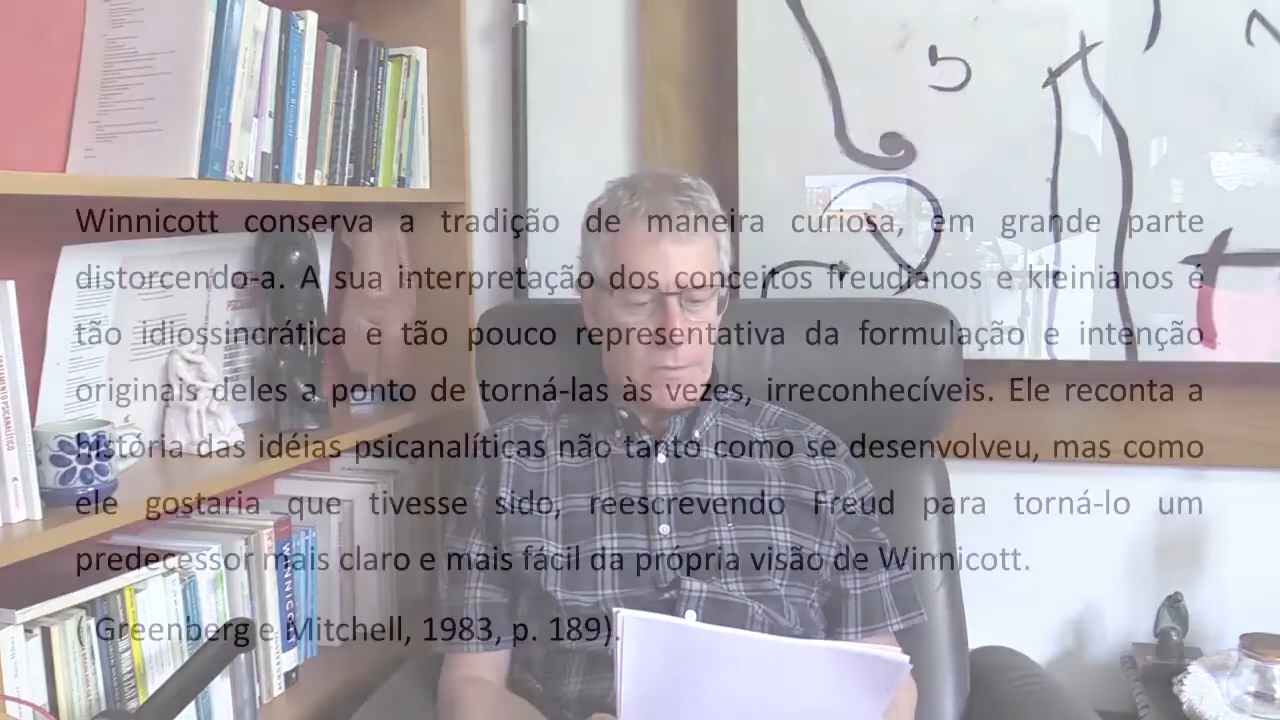 Winnicott conserva a tradição de maneira curiosa, em grande parte
distorcendo-a. A sua interpretação dos conceitos freudianos e kleinianos é
tão idiossincrática e tão pouco representativa da formulação e intenção
originais deles a ponto de torná-las às vezes, irreconhecíveis. Ele reconta a
história das idéias psicanalíticas não tanto como se desenvolveu, mas como
ele gostaria que tivesse sido, reescrevendo Freud para torná-lo um
predecessor mais claro e mais fácil da própria visão de Winnicott.
( Greenberg e Mitchell, 1983, p. 189).
TRATAMENTO PSICANALÍTICO
WINNICOTT